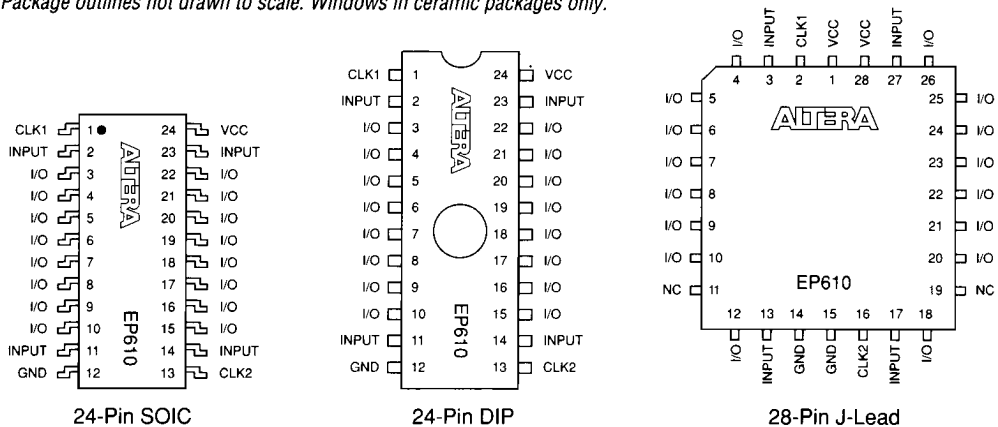 Package outlines not drawn to scale. Windows in ceramic packages only.
CLK1 1 24 VCC
INPUT 2 23 INPUT
I/O 3 22 I/O
I/O 4 21 I/O
I/O 5 20 I/O
I/O 6 19 I/O
I/O 7 18 I/O
I/O 8 17 I/O
I/O 9 16 I/O
I/O 10 15 I/O
INPUT 11 14 INPUT
GND 12 13 CLK2
ALTERA
EP610
24-Pin SOIC
CLK1 1 24 VCC
INPUT 2 23 INPUT
I/O 3 22 I/O
I/O 4 21 I/O
I/O 5 20 I/O
I/O 6 19 I/O
I/O 7 18 I/O
I/O 8 17 I/O
I/O 9 16 I/O
I/O 10 15 I/O
INPUT 11 14 INPUT
GND 12 13 CLK2
ALTERA
EP610
24-Pin DIP
I/O INPUT CLK1 VCC VCC INPUT I/O
4 3 2 1 28 27 26
I/O 5 25 I/O
I/O 6 24 I/O
I/O 7 23 I/O
I/O 8 22 I/O
I/O 9 21 I/O
I/O 10 20 I/O
NC 11 19 NC
ALTERA
EP610
12 13 14 15 16 17 18
I/O INPUT GND GND CLK2 INPUT I/O
28-Pin J-Lead